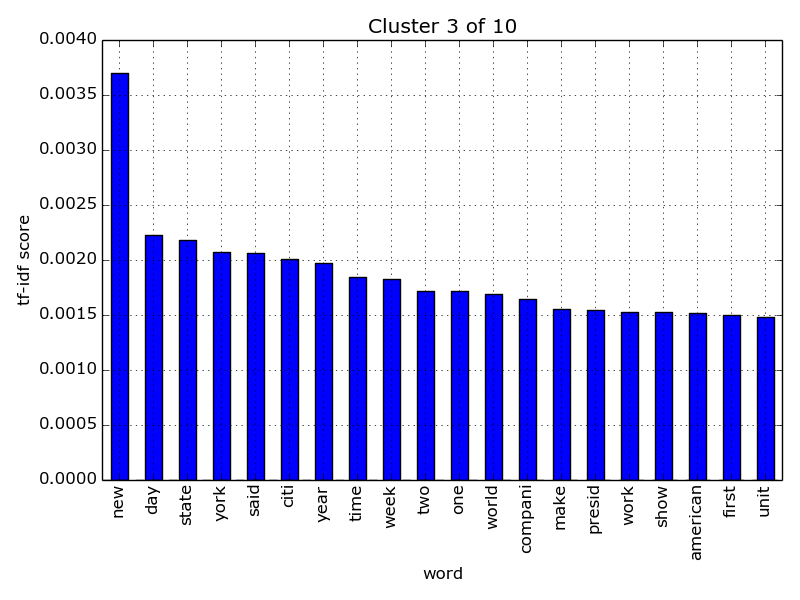 Cluster 3 of 10
tf-idf score
0.0040
0.0035
0.0030
0.0025
0.0020
0.0015
0.0010
0.0005
0.0000
new
day
state
york
said
citi
year
time
week
two
one
world
compani
make
presid
work
show
american
first
unit
word